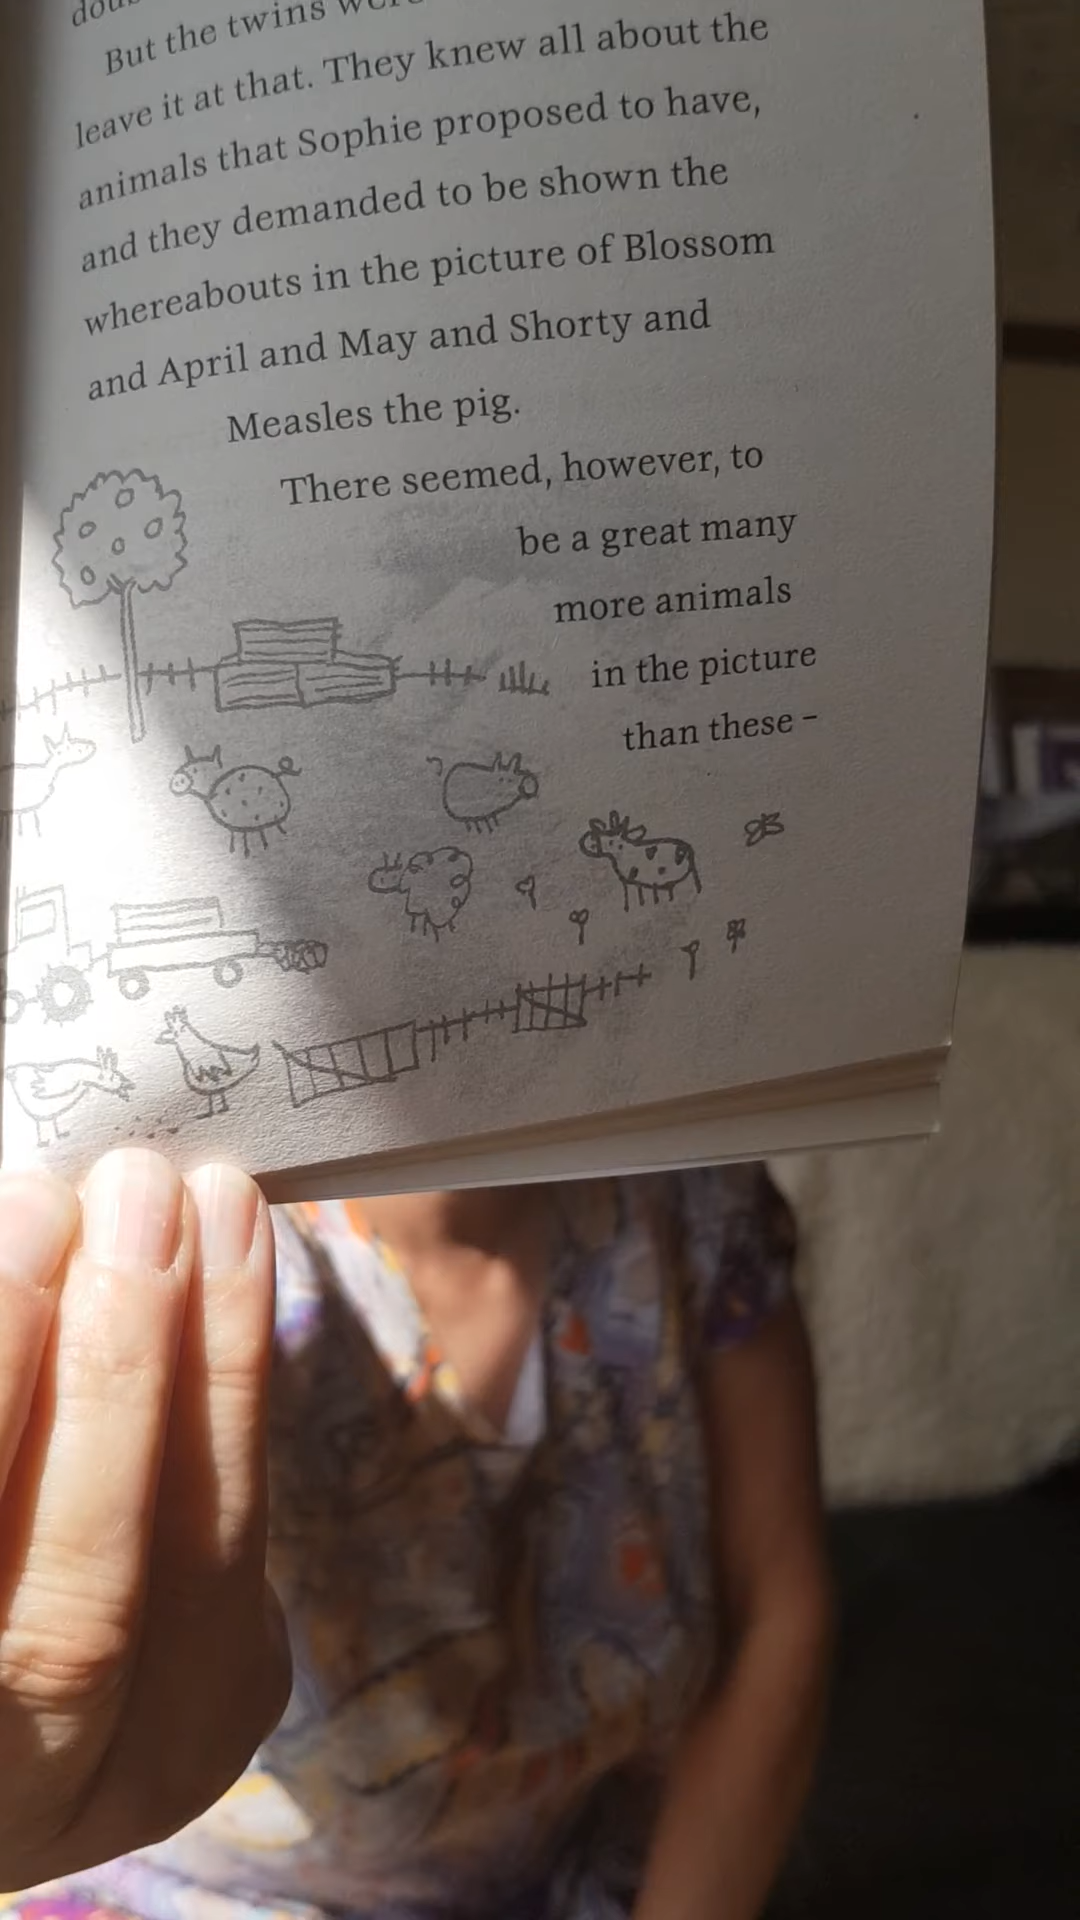 But the twins
leave it at that. They knew all about the
animals that Sophie proposed to have,
and they demanded to be shown the
whereabouts in the picture of Blossom
and April and May and Shorty and
Measles the pig.
There seemed, however, to
be a great many
more animals
in the picture
than these –